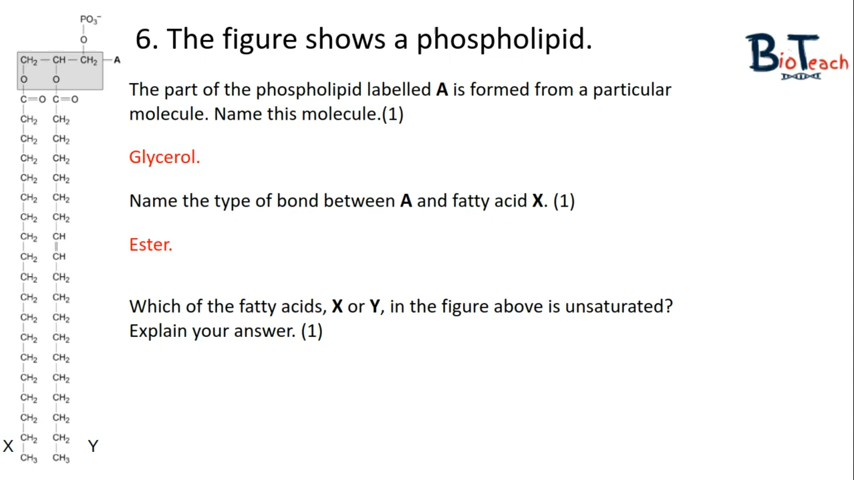 6. The figure shows a phospholipid.
BioTeach
The part of the phospholipid labelled A is formed from a particular
molecule. Name this molecule.(1)
Glycerol.
Name the type of bond between A and fatty acid X. (1)
Ester.
Which of the fatty acids, X or Y, in the figure above is unsaturated?
Explain your answer. (1)
PO₃⁻
O
CH₂ — CH — CH₂ — A
O O
C=O C=O
CH₂ CH₂
CH₂ CH₂
CH₂ CH₂
CH₂ CH₂
CH₂ CH₂
CH₂ CH₂
CH₂ CH
CH₂ CH
CH₂ CH₂
CH₂ CH₂
CH₂ CH₂
CH₂ CH₂
CH₂ CH₂
CH₂ CH₂
CH₂ CH₂
CH₂ CH₂
X CH₂ CH₂ Y
CH₃ CH₃